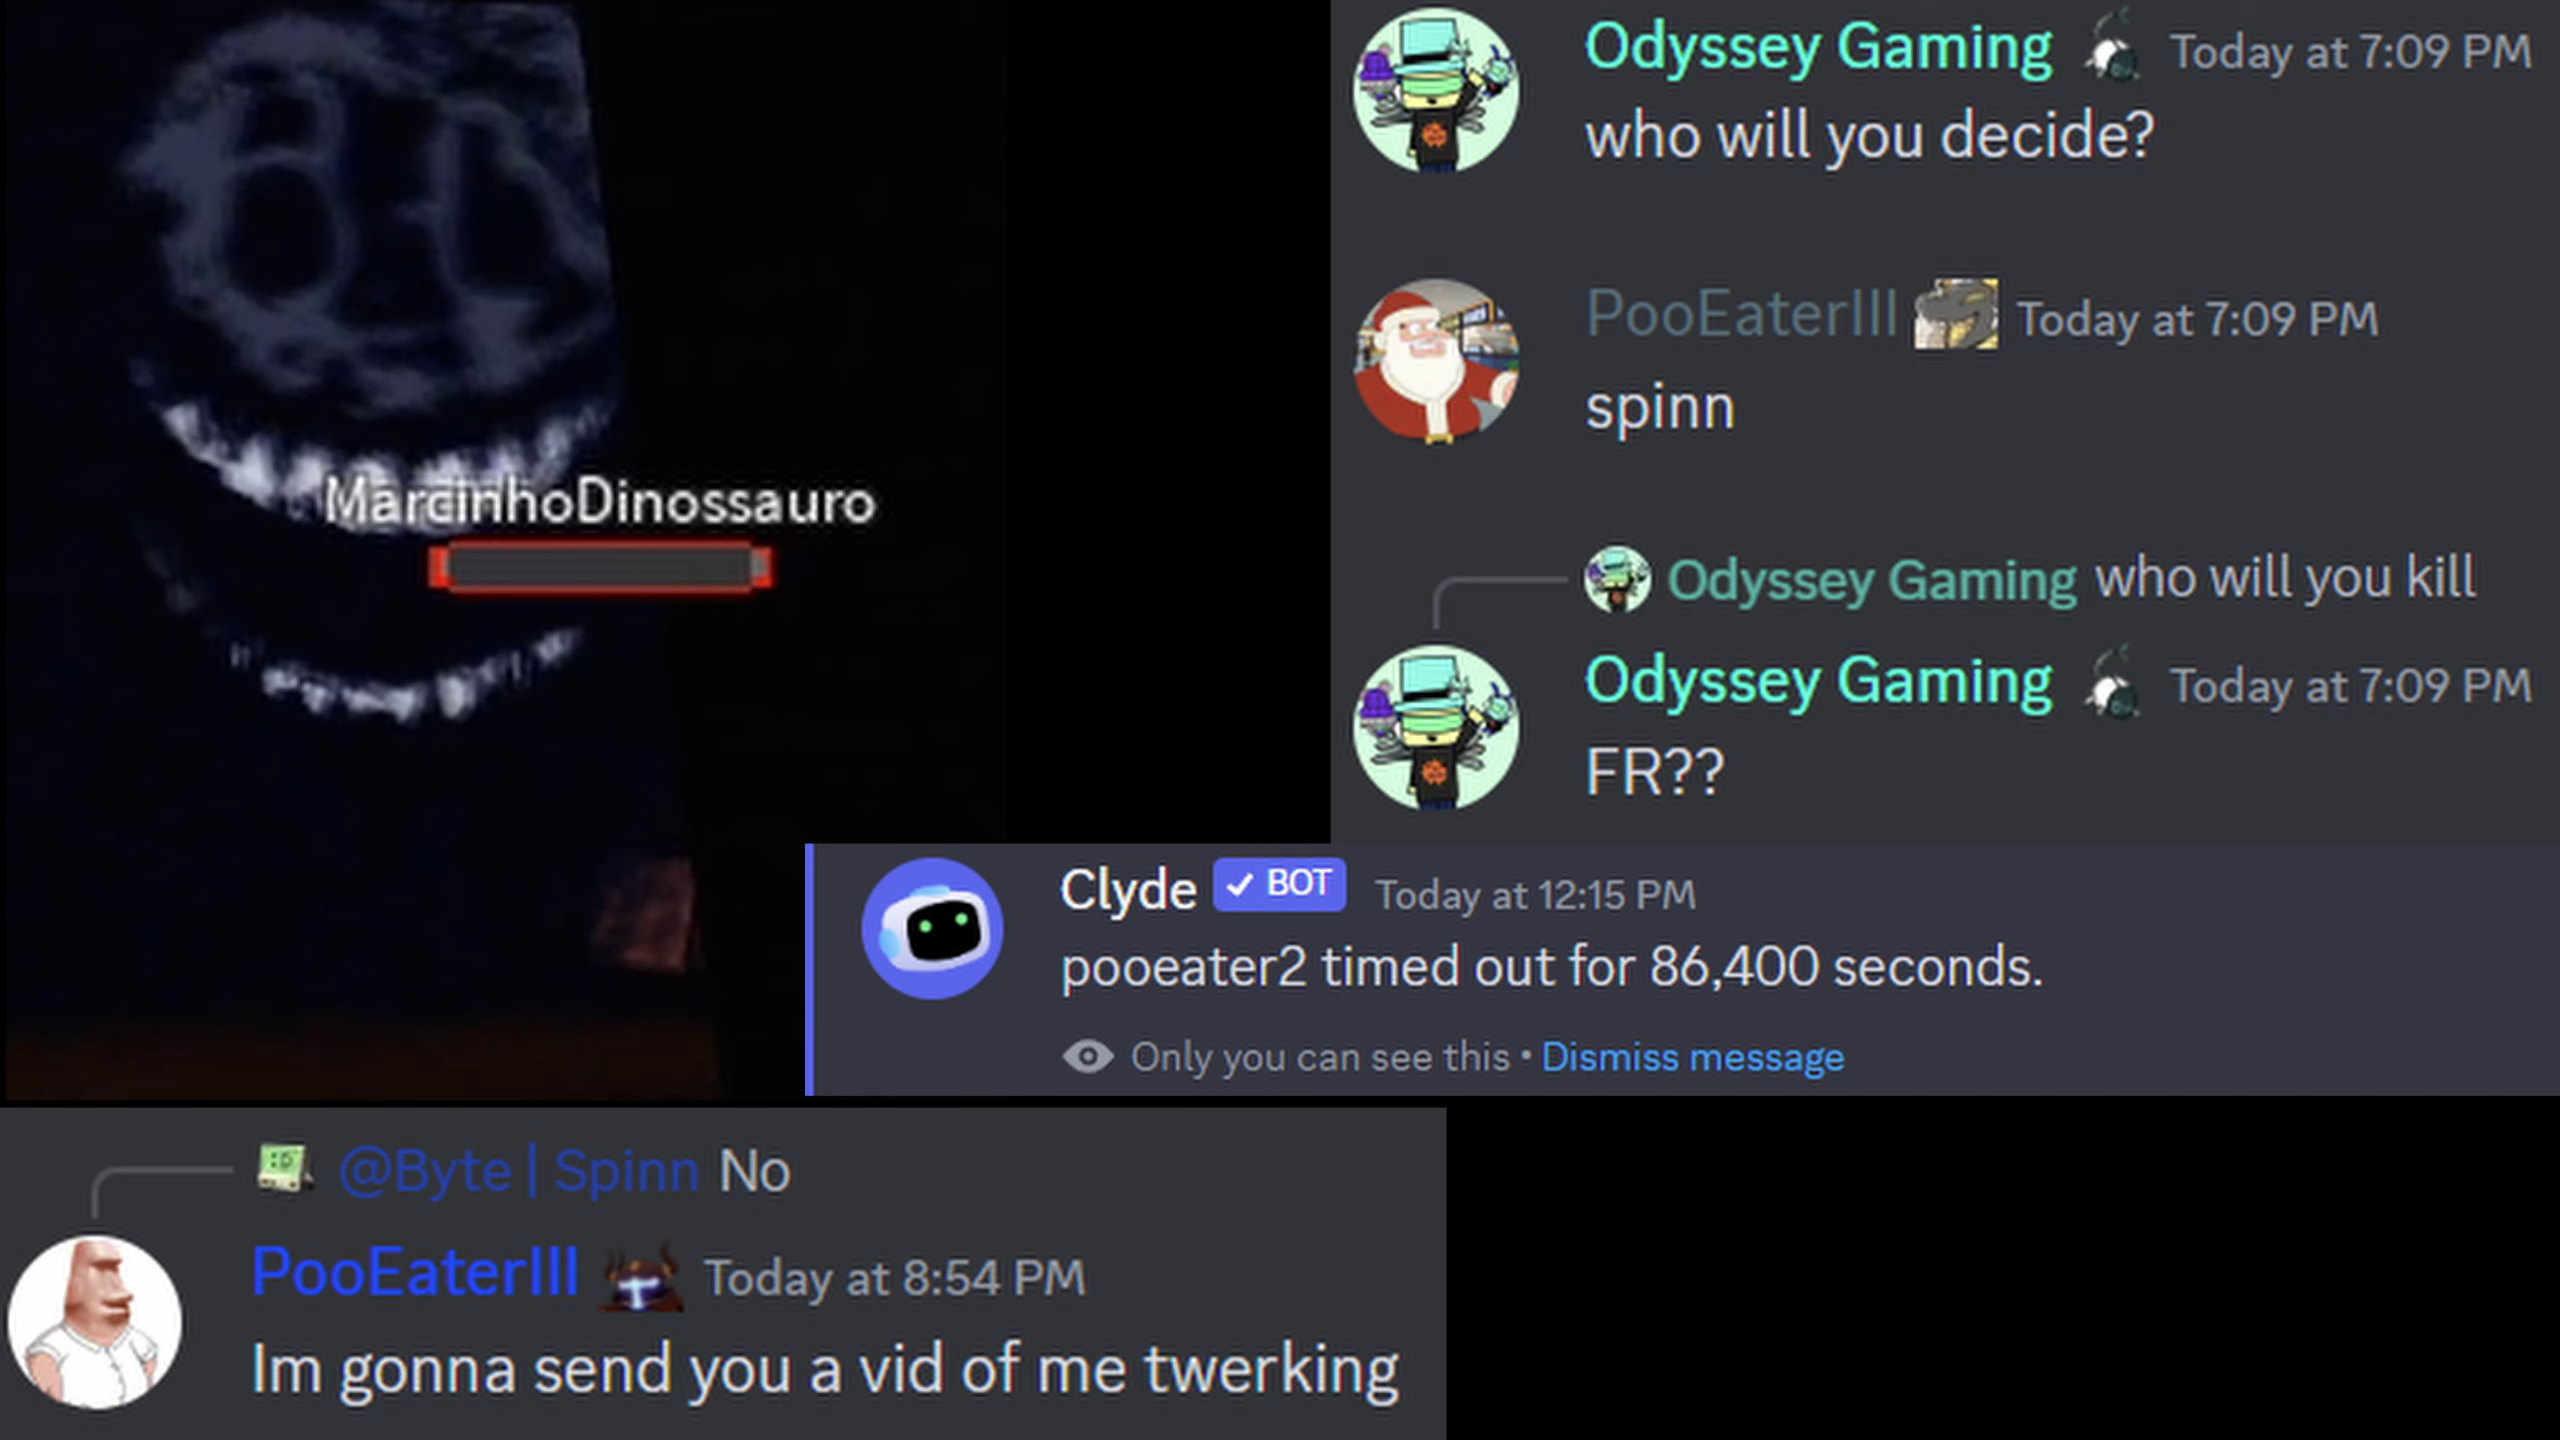 MarcinhoDinossauro
Odyssey Gaming Today at 7:09 PM
who will you decide?
PooEaterIII Today at 7:09 PM
spinn
Odyssey Gaming who will you kill
Odyssey Gaming Today at 7:09 PM
FR??
Clyde ✓ BOT Today at 12:15 PM
pooeater2 timed out for 86,400 seconds.
Only you can see this • Dismiss message
@Byte | Spinn No
PooEaterIII Today at 8:54 PM
Im gonna send you a vid of me twerking